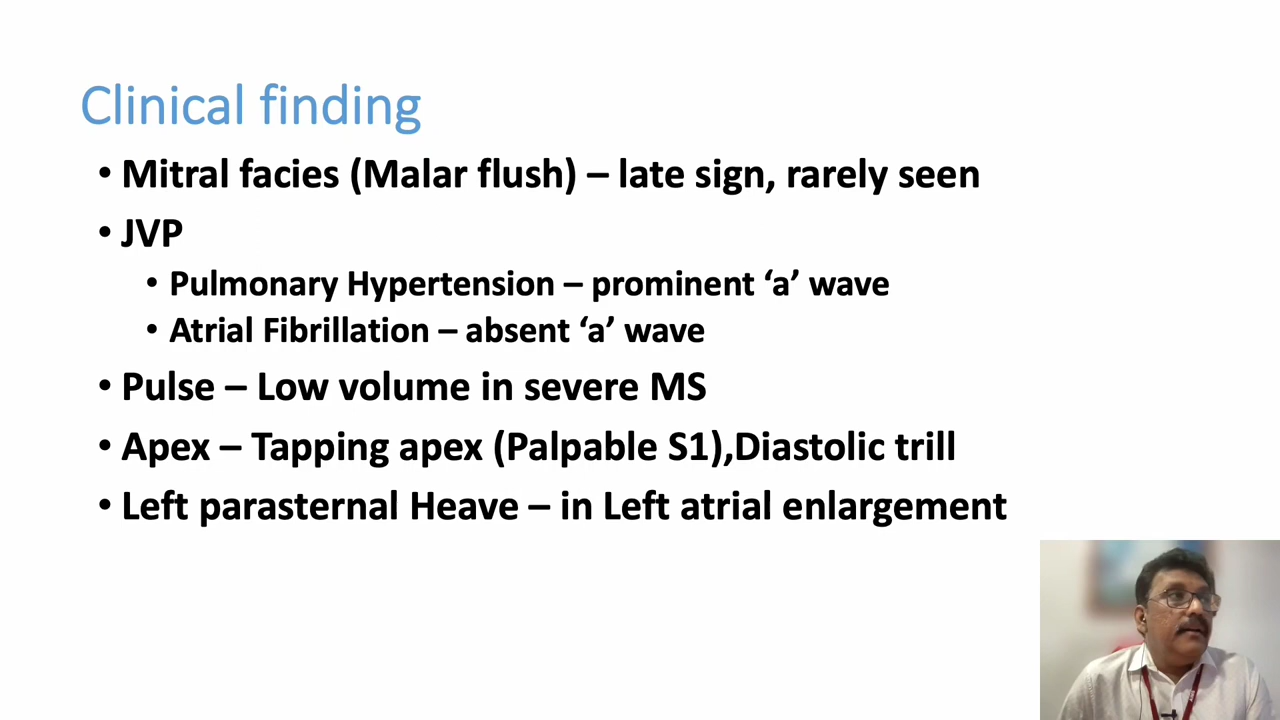 Clinical finding
• Mitral facies (Malar flush) – late sign, rarely seen
• JVP
• Pulmonary Hypertension – prominent ‘a’ wave
• Atrial Fibrillation – absent ‘a’ wave
• Pulse – Low volume in severe MS
• Apex – Tapping apex (Palpable S1),Diastolic trill
• Left parasternal Heave – in Left atrial enlargement